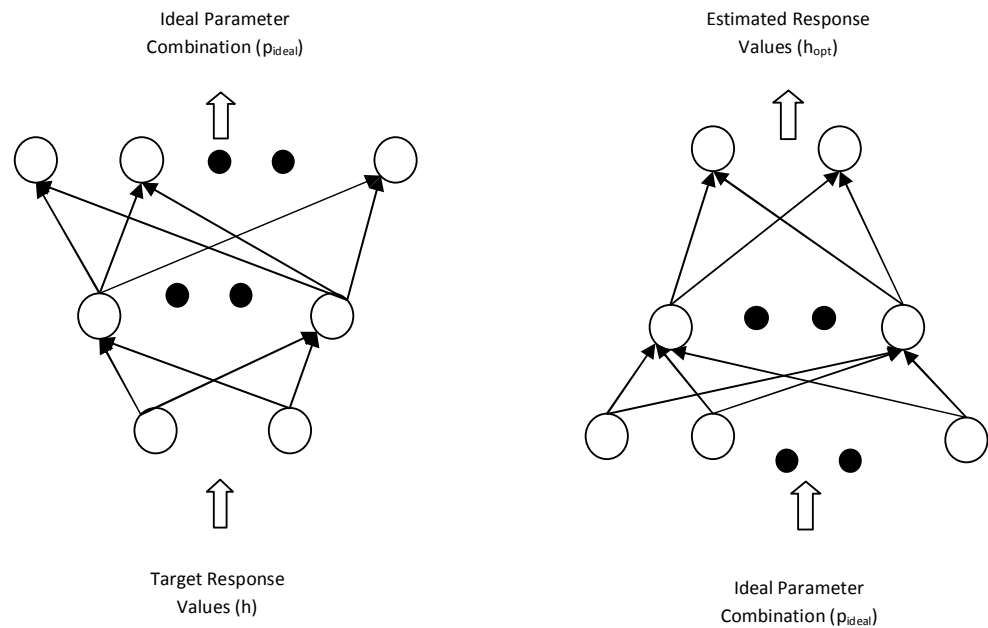 Ideal Parameter
Combination (pideal)
Target Response
Values (h)
Estimated Response
Values (hopt)
Ideal Parameter
Combination (pideal)